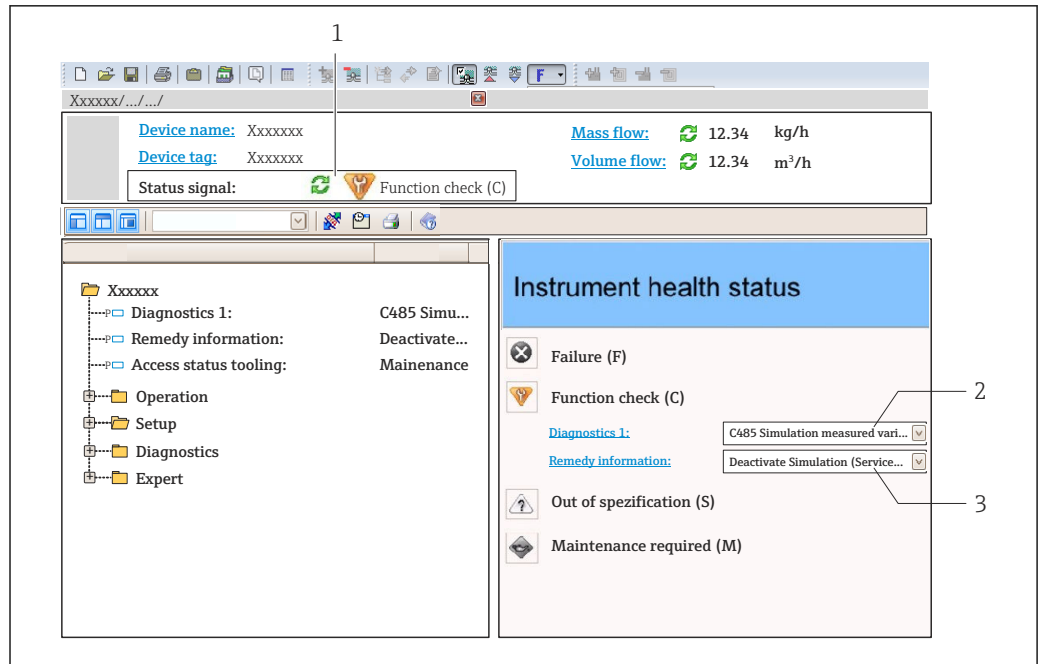 1
F
Xxxxxx/.../.../
Device name: Xxxxxxx
Mass flow: 12.34 kg/h
Device tag: Xxxxxxx
Volume flow: 12.34 m³/h
Status signal: Function check (C)
Xxxxxx
Diagnostics 1: C485 Simu...
Remedy information: Deactivate...
Access status tooling: Mainenance
Operation
Setup
Diagnostics
Expert
Instrument health status
Failure (F)
Function check (C)
Diagnostics 1: C485 Simulation measured vari...
2
Remedy information: Deactivate Simulation (Service...
3
Out of spezification (S)
Maintenance required (M)